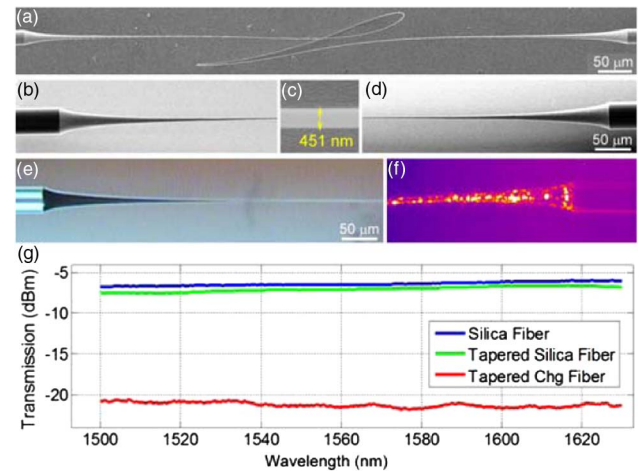 (a)
50 μm
(b)
(c)
(d)
451 nm
50 μm
(e)
(f)
50 μm
(g)
Transmission (dBm)
-5
-10
-15
-20
Silica Fiber
Tapered Silica Fiber
Tapered Chg Fiber
1500 1520 1540 1560 1580 1600 1620
Wavelength (nm)